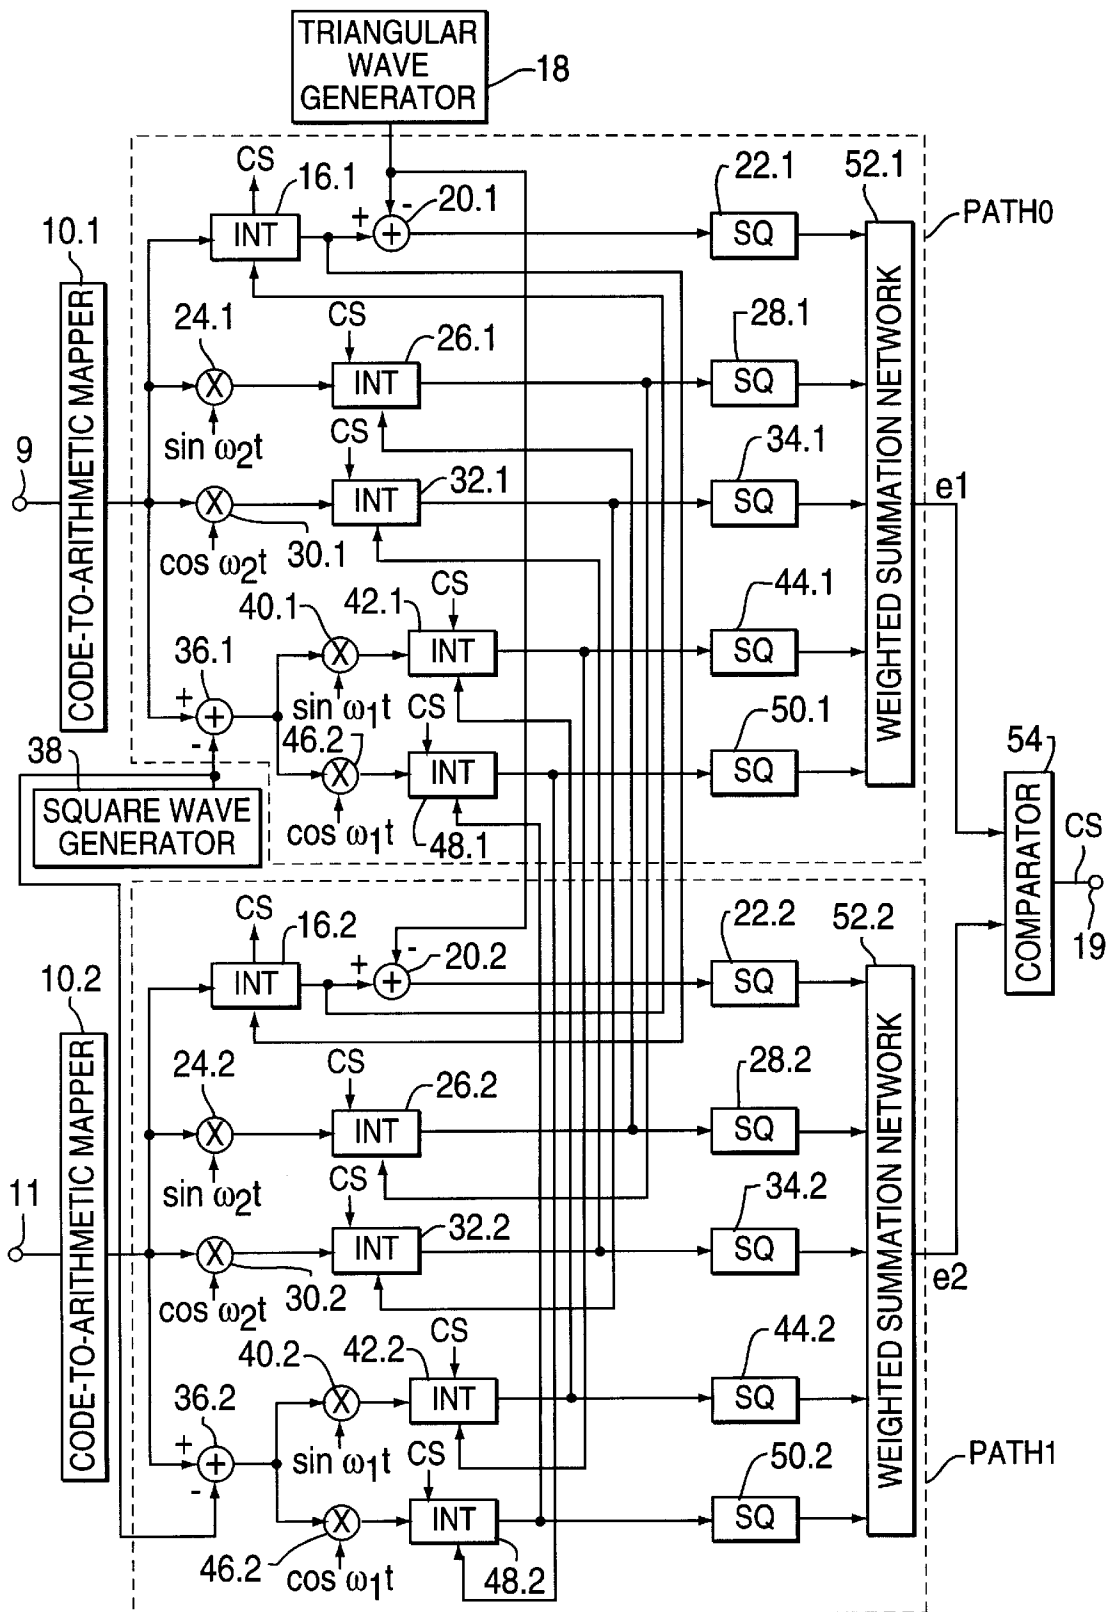 TRIANGULAR
WAVE
GENERATOR
18
CS
16.1
-
20.1
22.1
52.1
PATH0
10.1
INT
+
+
SQ
CODE-TO-ARITHMETIC MAPPER
24.1
CS
26.1
28.1
X
INT
SQ
WEIGHTED SUMMATION NETWORK
sin ω2t
CS
9
32.1
34.1
X
INT
SQ
e1
cos ω2t
30.1
CS
40.1
42.1
44.1
36.1
X
INT
SQ
+
+
-
sin ω1t
CS
46.2
50.1
38
X
INT
SQ
54
SQUARE WAVE
GENERATOR
cos ω1t
48.1
COMPARATOR
CS
19
CS
16.2
-
20.2
22.2
52.2
10.2
INT
+
+
SQ
CODE-TO-ARITHMETIC MAPPER
24.2
CS
26.2
28.2
X
INT
SQ
WEIGHTED SUMMATION NETWORK
sin ω2t
CS
11
32.2
34.2
X
INT
SQ
e2
cos ω2t
30.2
CS
40.2
42.2
44.2
36.2
X
INT
SQ
+
+
-
sin ω1t
CS
50.2
PATH1
X
INT
SQ
46.2
cos ω1t
48.2